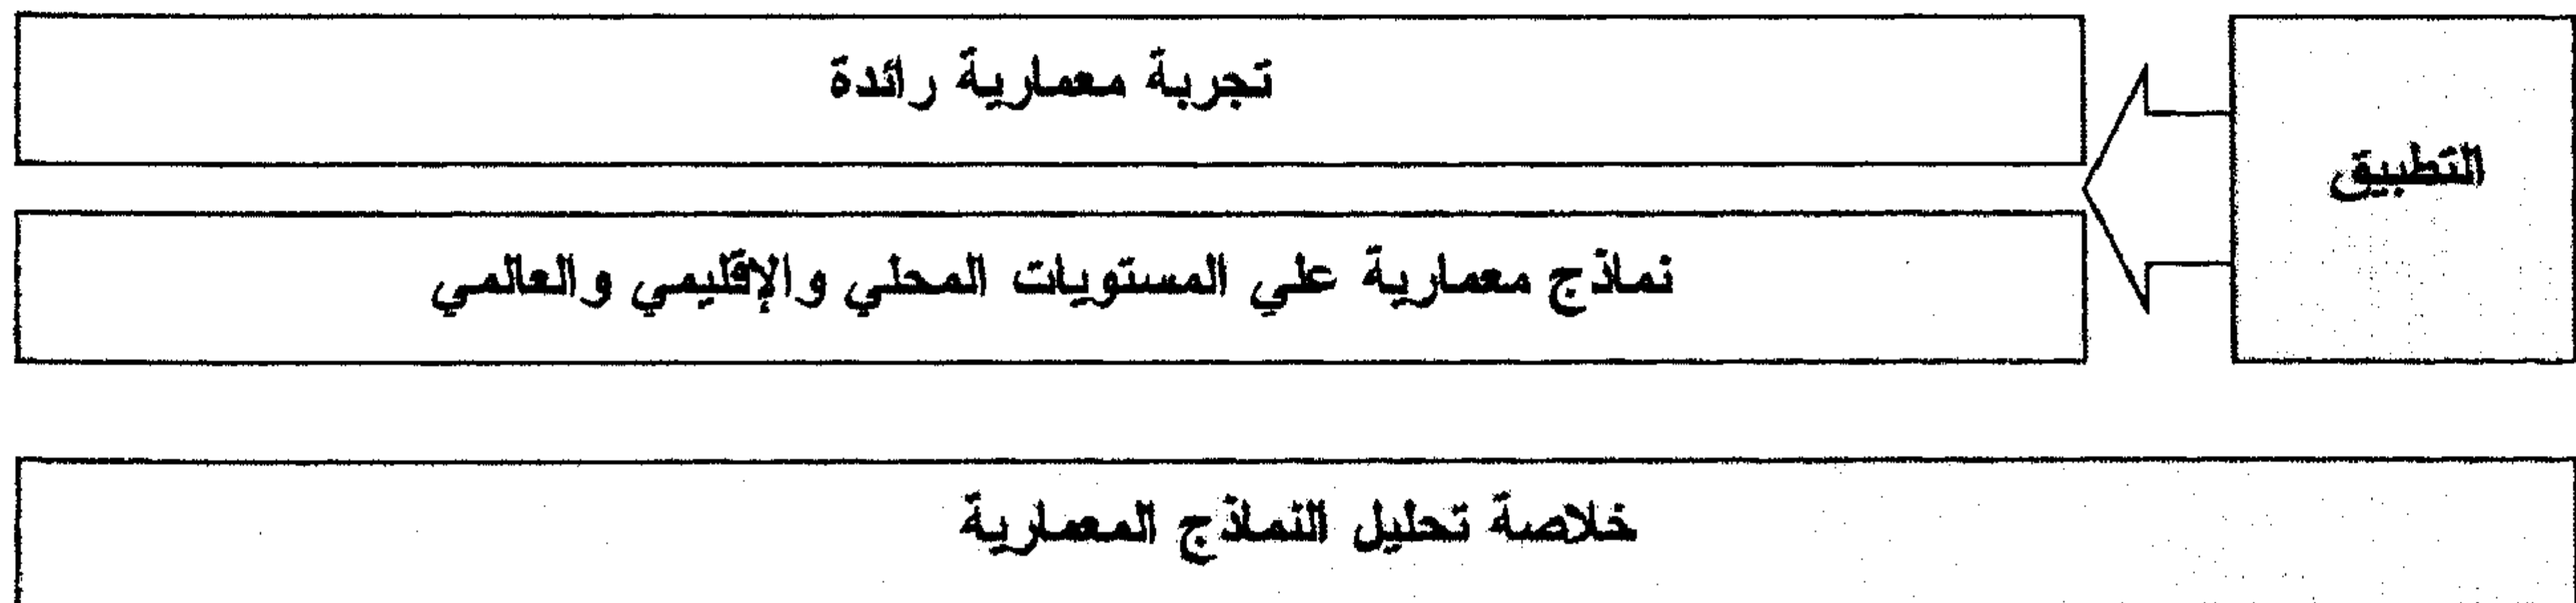 التطبيق
تجربة معمارية رائدة
نماذج معمارية علي المستويات المحلي والإقليمي والعالمي
خلاصة تحليل النماذج المعمارية